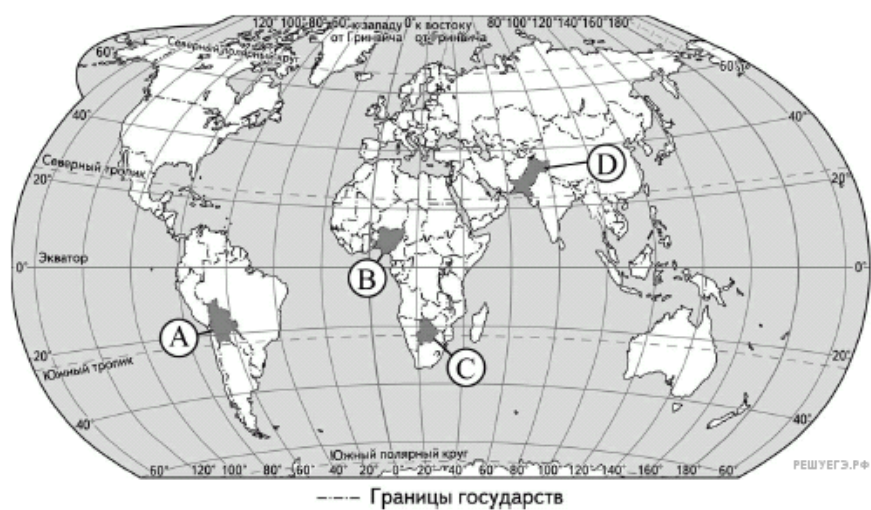 120° 100° 80° 60° к западу 0° к востоку 80° 100° 120° 140° 160° 180°
от Гринвича от Гринвича
60° Северный полярный круг 60°
40° 40°
Северный тропик D
20° 20°
B
Экватор
0° 0°
A
C
20° 20°
Южный тропик
40° 40°
Южный полярный круг
60° 120° 100° 80° 60° 40° 20° 0° 20° 40° 60° 80° 100° 120° 140° 160° 180° 60°
РЕШУЕГЭ.РФ
Границы государств